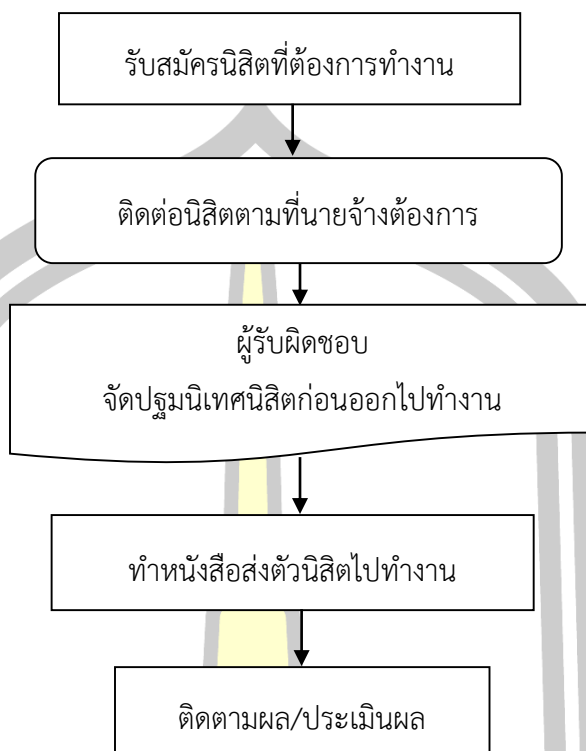 รับสมัครนิสิตที่ต้องการทำงาน
ติดต่อนิสิตตามที่นายจ้างต้องการ
ผู้รับผิดชอบ
จัดปฐมนิเทศนิสิตก่อนออกไปทำงาน
ทำหนังสือส่งตัวนิสิตไปทำงาน
ติดตามผล/ประเมินผล